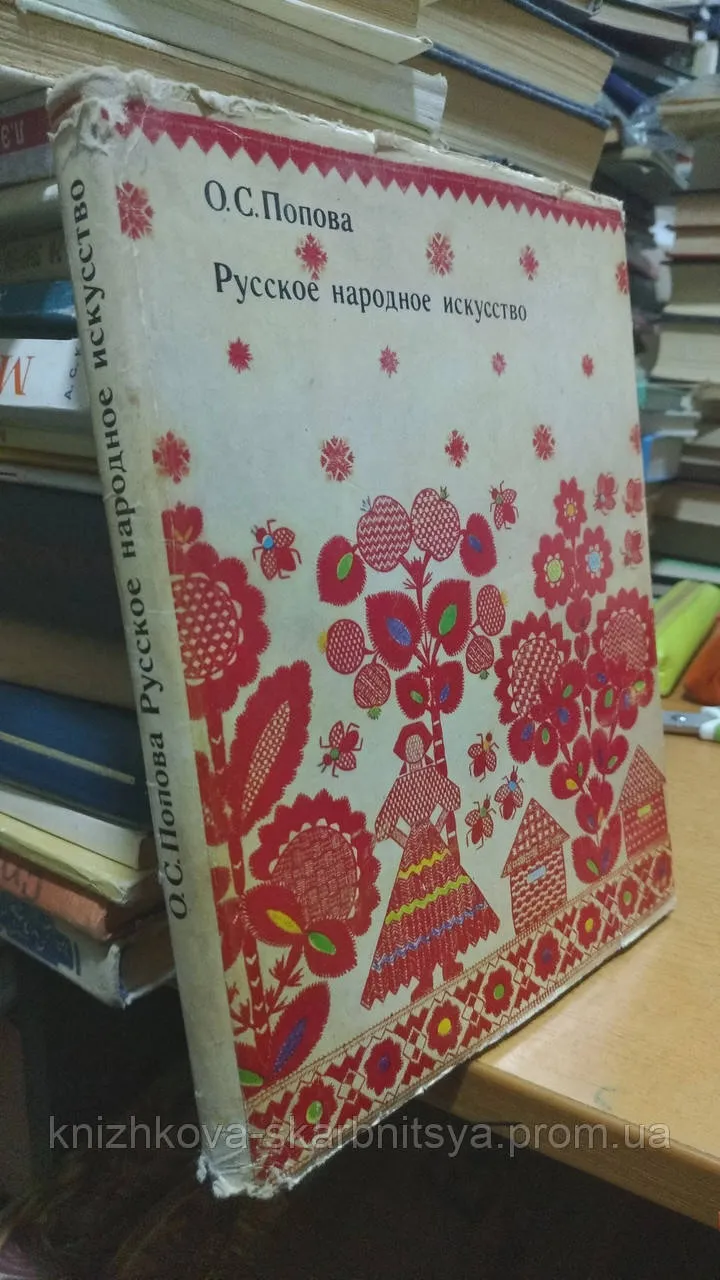 О.С.Попова
Русское народное искусство
О.С.Попова Русское народное искусство
knizhkova-skarbnitsya.prom.ua